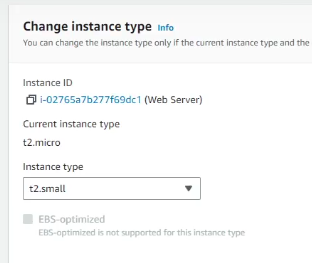 Change instance type Info
You can change the instance type only if the current instance type and the
Instance ID
i-02765a7b277f69dc1 (Web Server)
Current instance type
t2.micro
Instance type
t2.small
EBS-optimized
EBS-optimized is not supported for this instance type